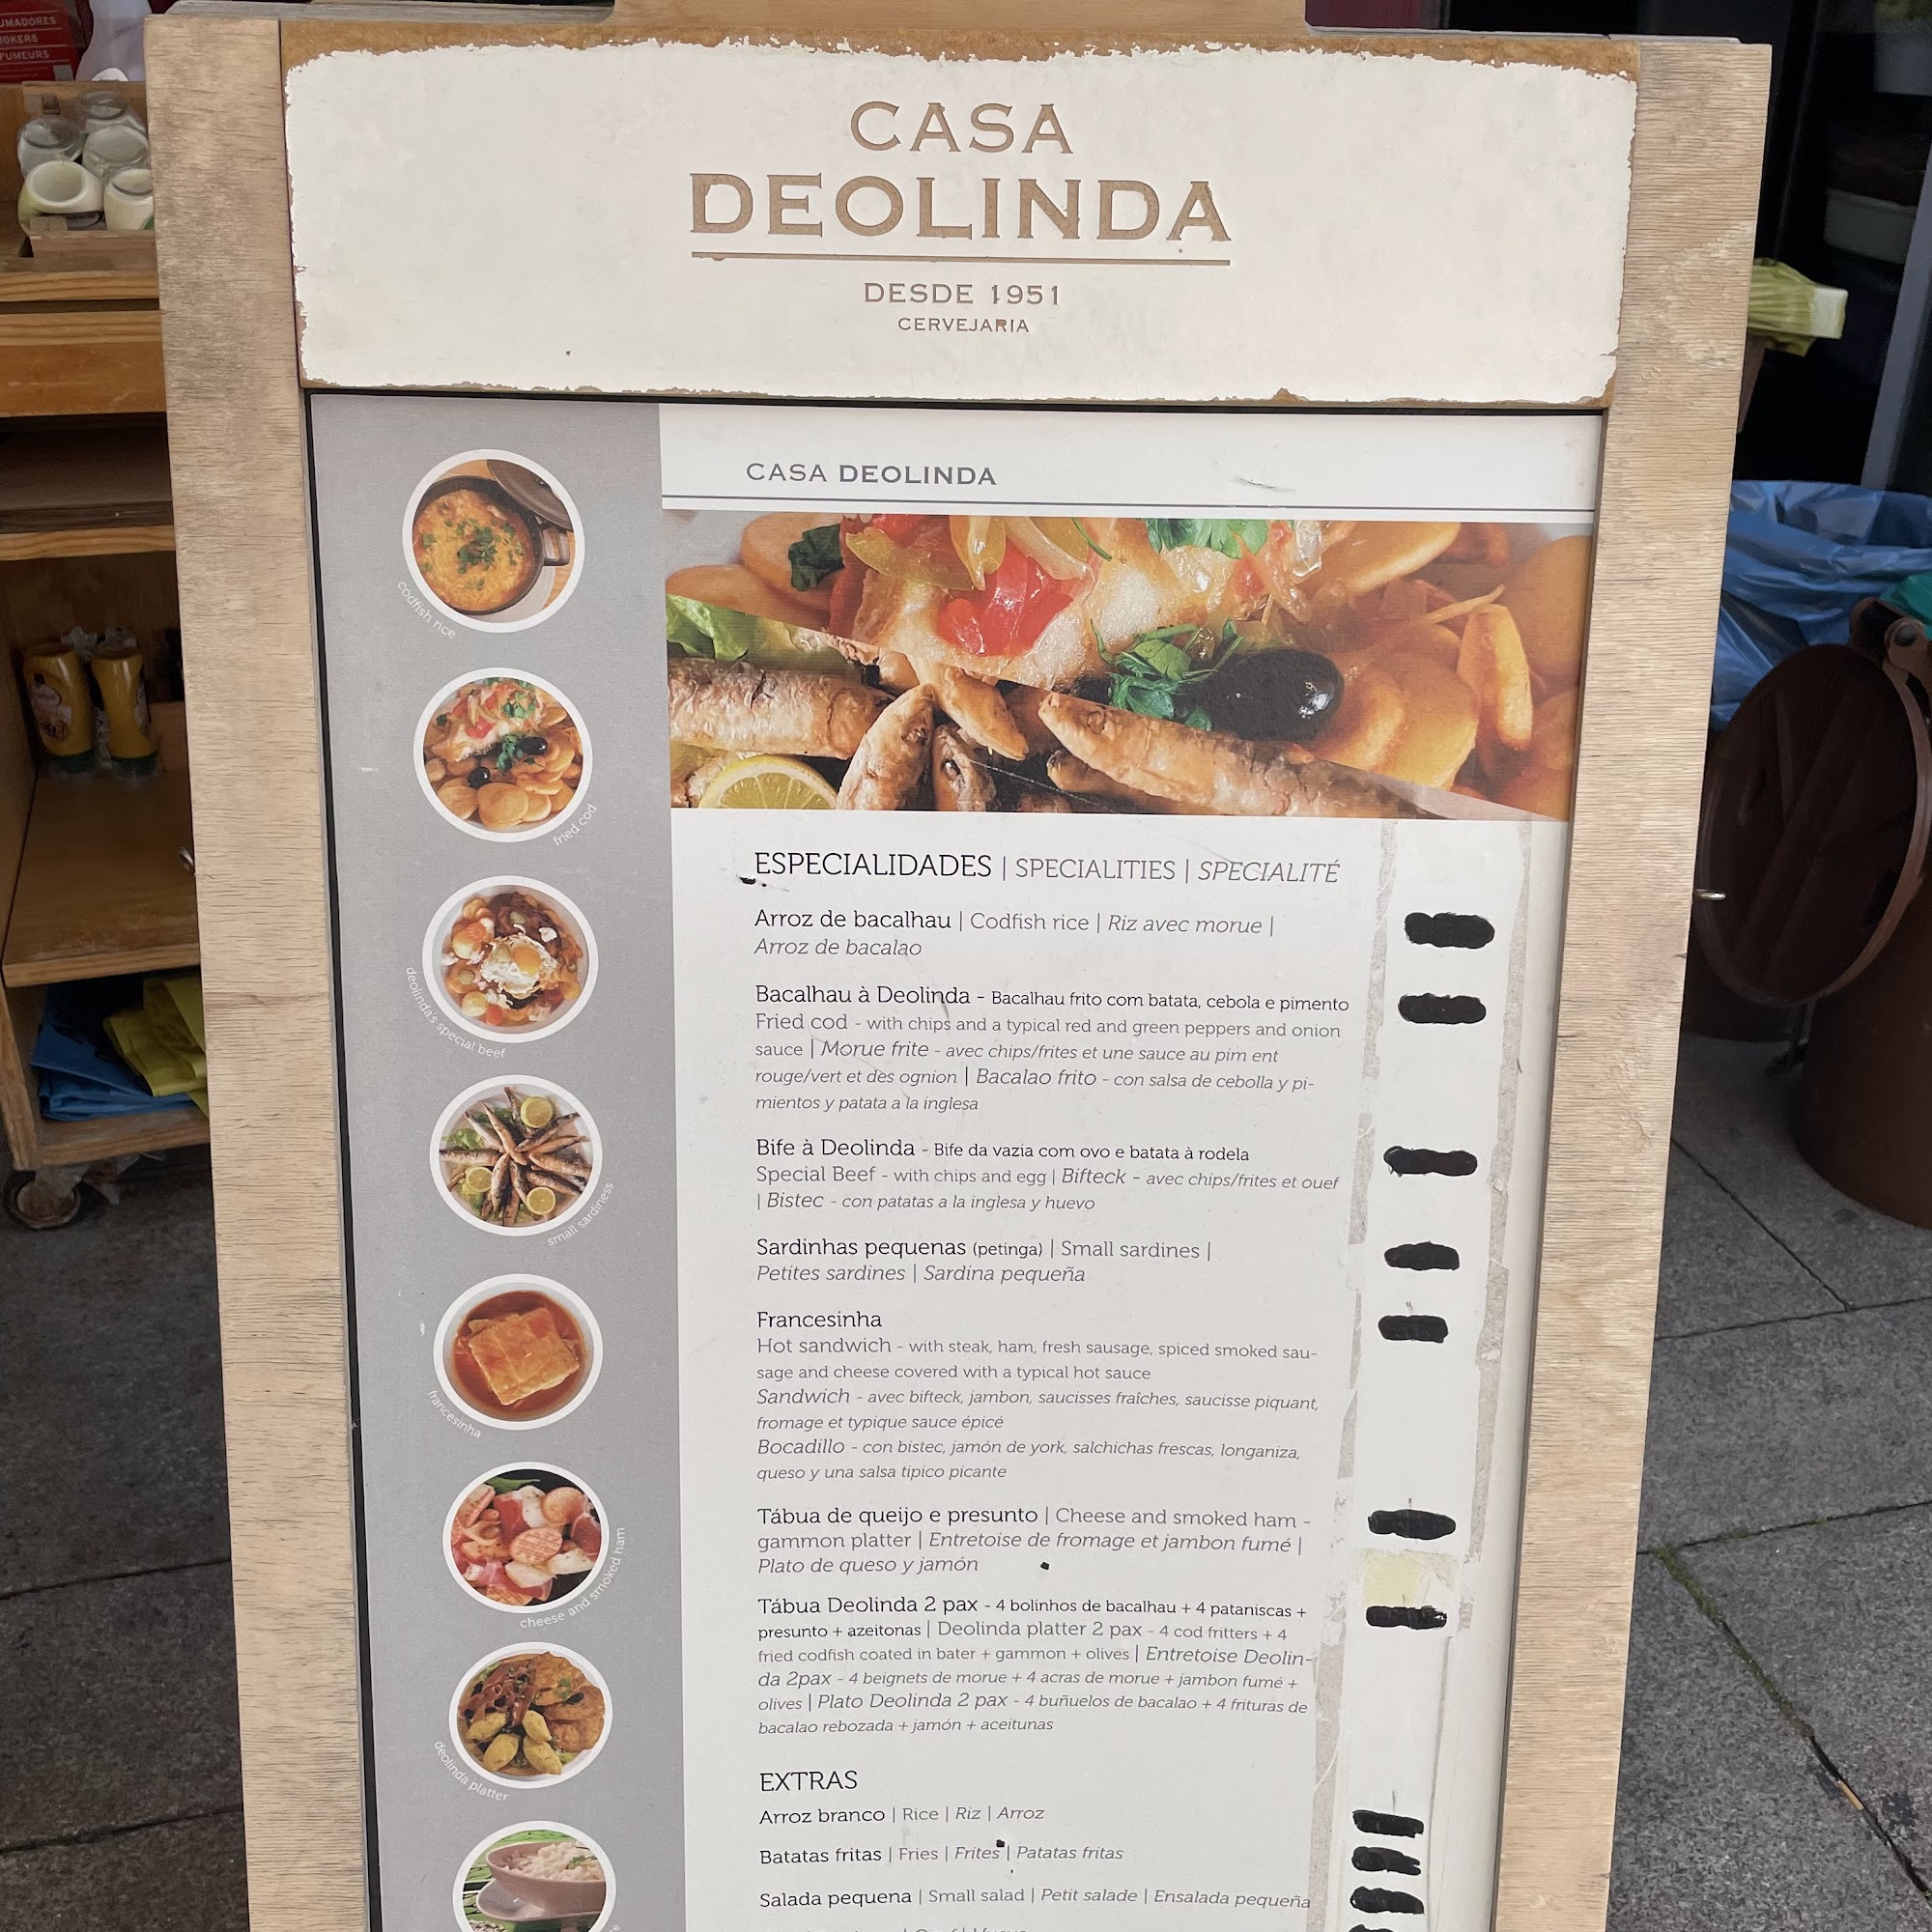 UMADORES
OKERS
FUMEURS
CASA
DEOLINDA
DESDE 1951
CERVEJARIA
CASA DEOLINDA
codfish rice
fried cod
deolinda's special beef
small sardiness
francesinha
cheese and smoked ham
deolinda platter
ESPECIALIDADES | SPECIALITIES | SPECIALITÉ
Arroz de bacalhau | Codfish rice | Riz avec morue |
Arroz de bacalao
Bacalhau à Deolinda - Bacalhau frito com batata, cebola e pimento
Fried cod - with chips and a typical red and green peppers and onion
sauce | Morue frite - avec chips/frites et une sauce au pim ent
rouge/vert et des ognion | Bacalao frito - con salsa de cebolla y pi-
mientos y patata a la inglesa
Bife à Deolinda - Bife da vazia com ovo e batata à rodela
Special Beef - with chips and egg | Bifteck - avec chips/frites et ouef
| Bistec - con patatas a la inglesa y huevo
Sardinhas pequenas (petinga) | Small sardines |
Petites sardines | Sardina pequeña
Francesinha
Hot sandwich - with steak, ham, fresh sausage, spiced smoked sau-
sage and cheese covered with a typical hot sauce
Sandwich - avec bifteck, jambon, saucisses fraîches, saucisse piquant,
fromage et typique sauce épicé
Bocadillo - con bistec, jamón de york, salchichas frescas, longaniza,
queso y una salsa tipico picante
Tábua de queijo e presunto | Cheese and smoked ham -
gammon platter | Entretoise de fromage et jambon fumé |
Plato de queso y jamón
Tábua Deolinda 2 pax - 4 bolinhos de bacalhau + 4 pataniscas +
presunto + azeitonas | Deolinda platter 2 pax - 4 cod fritters + 4
fried codfish coated in bater + gammon + olives | Entretoise Deolin-
da 2pax - 4 beignets de morue + 4 acras de morue + jambon fumé +
olives | Plato Deolinda 2 pax - 4 buñuelos de bacalao + 4 frituras de
bacalao rebozada + jamón + aceitunas
EXTRAS
Arroz branco | Rice | Riz | Arroz
Batatas fritas | Fries | Frites | Patatas fritas
Salada pequena | Small salad | Petit salade | Ensalada pequeña